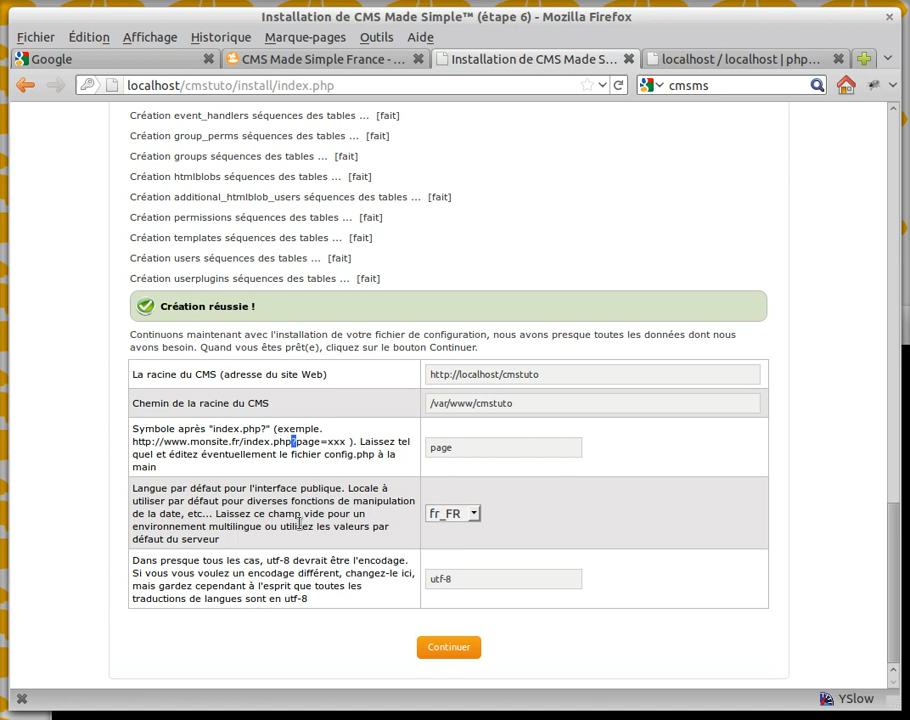 Installation de CMS Made Simple™ (étape 6) - Mozilla Firefox
Fichier Édition Affichage Historique Marque-pages Outils Aide
Google CMS Made Simple France - ... Installation de CMS Made S... localhost / localhost | php...
localhost/cmstuto/install/index.php cmsms
Création event_handlers séquences des tables ... [fait]
Création group_perms séquences des tables ... [fait]
Création groups séquences des tables ... [fait]
Création htmlblobs séquences des tables ... [fait]
Création additional_htmlblob_users séquences des tables ... [fait]
Création permissions séquences des tables ... [fait]
Création templates séquences des tables ... [fait]
Création users séquences des tables ... [fait]
Création userplugins séquences des tables ... [fait]
Création réussie !
Continuons maintenant avec l'installation de votre fichier de configuration, nous avons presque toutes les données dont nous
avons besoin. Quand vous êtes prêt(e), cliquez sur le bouton Continuer.
La racine du CMS (adresse du site Web) http://localhost/cmstuto
Chemin de la racine du CMS /var/www/cmstuto
Symbole après "index.php?" (exemple.
http://www.monsite.fr/index.php?page=xxx ). Laissez tel
quel et éditez éventuellement le fichier config.php à la
main
page
Langue par défaut pour l'interface publique. Locale à
utiliser par défaut pour diverses fonctions de manipulation
de la date, etc... Laissez ce champ vide pour un
environnement multilingue ou utilisez les valeurs par
défaut du serveur
fr_FR
Dans presque tous les cas, utf-8 devrait être l'encodage.
Si vous vous voulez un encodage différent, changez-le ici,
mais gardez cependant à l'esprit que toutes les
traductions de langues sont en utf-8
utf-8
Continuer
YSlow